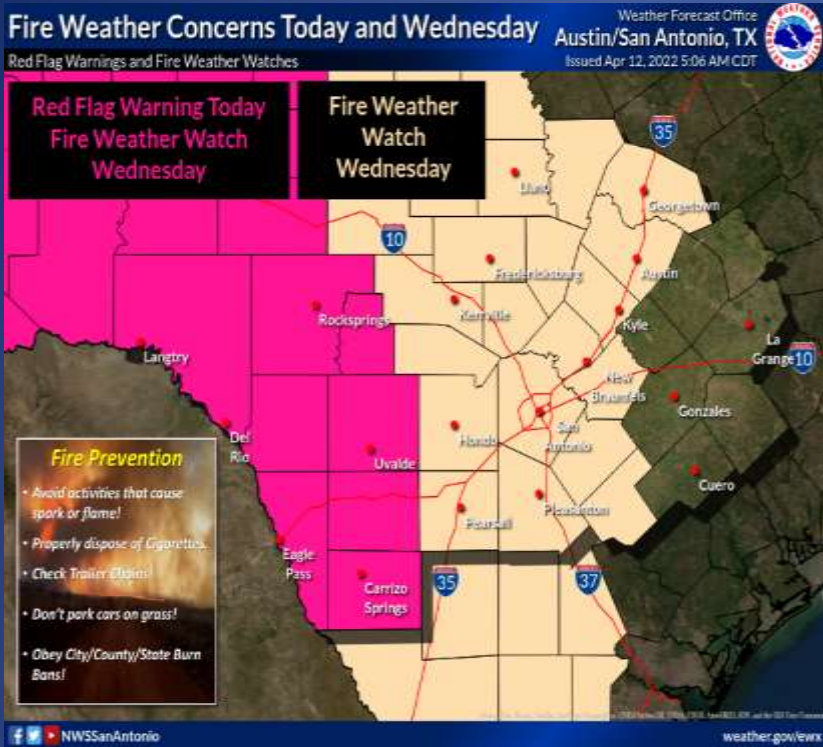 Fire Weather Concerns Today and Wednesday
Weather Forecast Office
Austin/San Antonio, TX
Issued Apr 12, 2022 5:06 AM CDT
Red Flag Warnings and Fire Weather Watches
Red Flag Warning Today
Fire Weather Watch
Wednesday
Fire Weather
Watch
Wednesday
35
Llano
Georgetown
10
Fredericksburg
Austin
Rocksprings
Kerrville
Kyle
Langtry
La
Grange
10
New
Braunfels
Gonzales
Del
Rio
Hondo
San
Antonio
Uvalde
Cuero
Pearsall
Pleasanton
Eagle
Pass
Carrizo
Springs
35
37
Fire Prevention
• Avoid activities that cause
spark or flame!
• Properly dispose of Cigarettes.
• Check Trailer Chains!
• Don't park cars on grass!
• Obey City/County/State Burn
Bans!
NWSSanAntonio
weather.gov/ewx